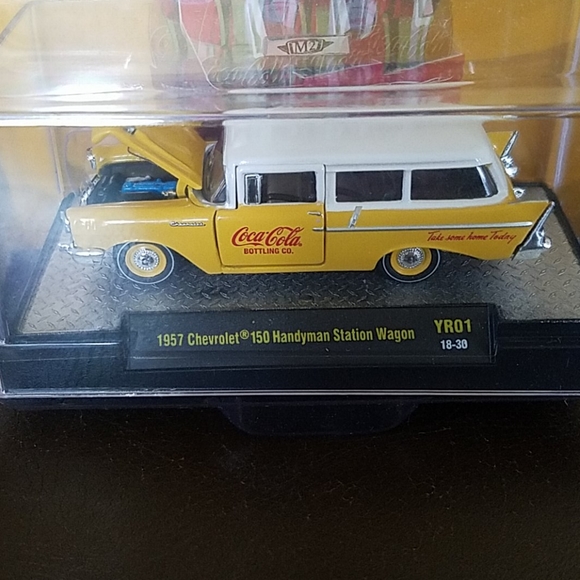 M2
Coca-Cola
BOTTLING CO.
Take some home Today
1957 Chevrolet® 150 Handyman Station Wagon
YR01
18-30